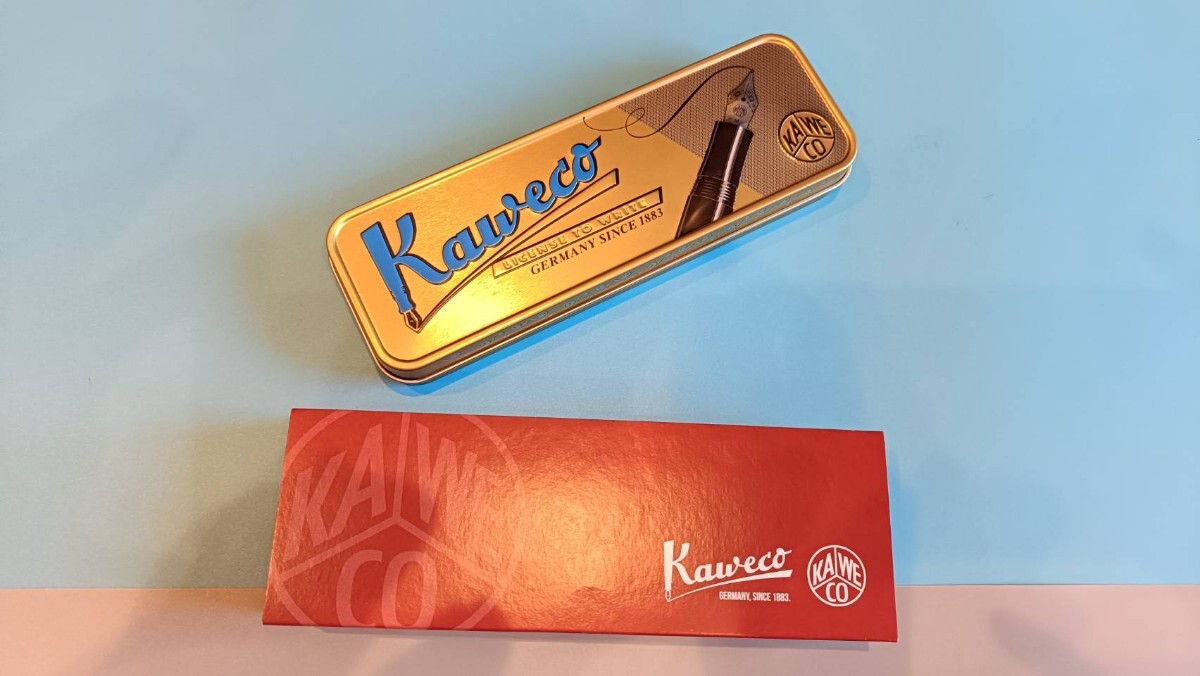 Kaweco
LICENSE TO WRITE
GERMANY SINCE 1883
KA WE
CO
KA WE
CO
Kaweco
GERMANY, SINCE 1883.
KA WE
CO